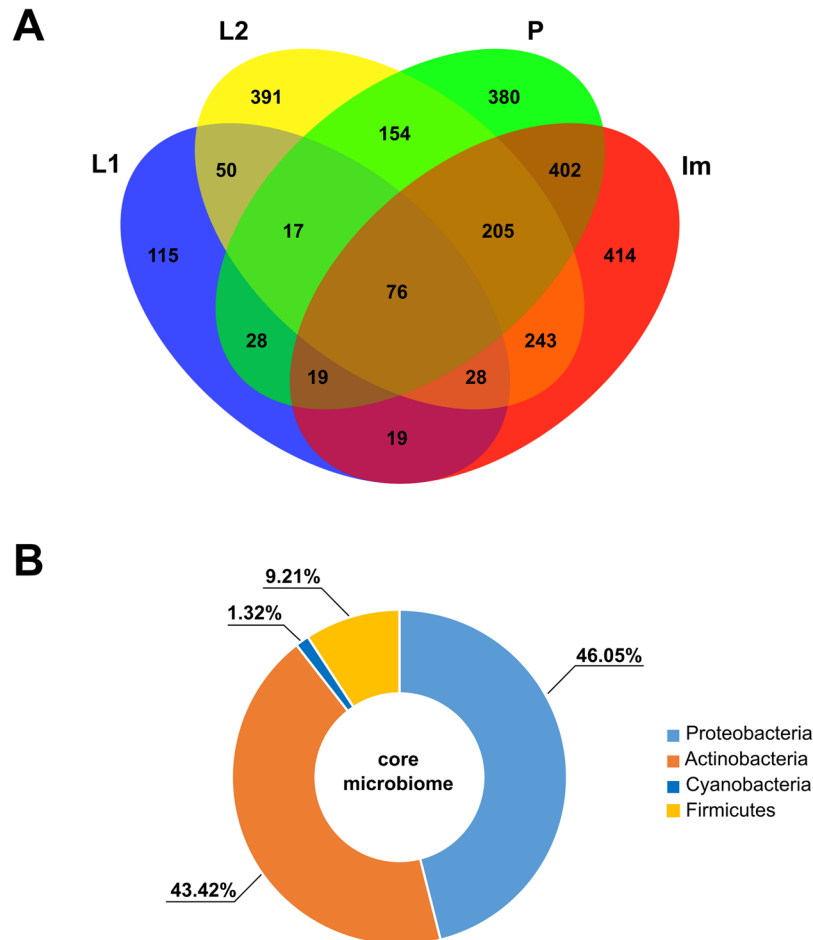 A
L2
P
391
380
154
L1
Im
50
402
17
205
115
414
76
28
243
19
28
19
B
9.21%
1.32%
46.05%
Proteobacteria
core
Actinobacteria
microbiome
Cyanobacteria
Firmicutes
43.42%